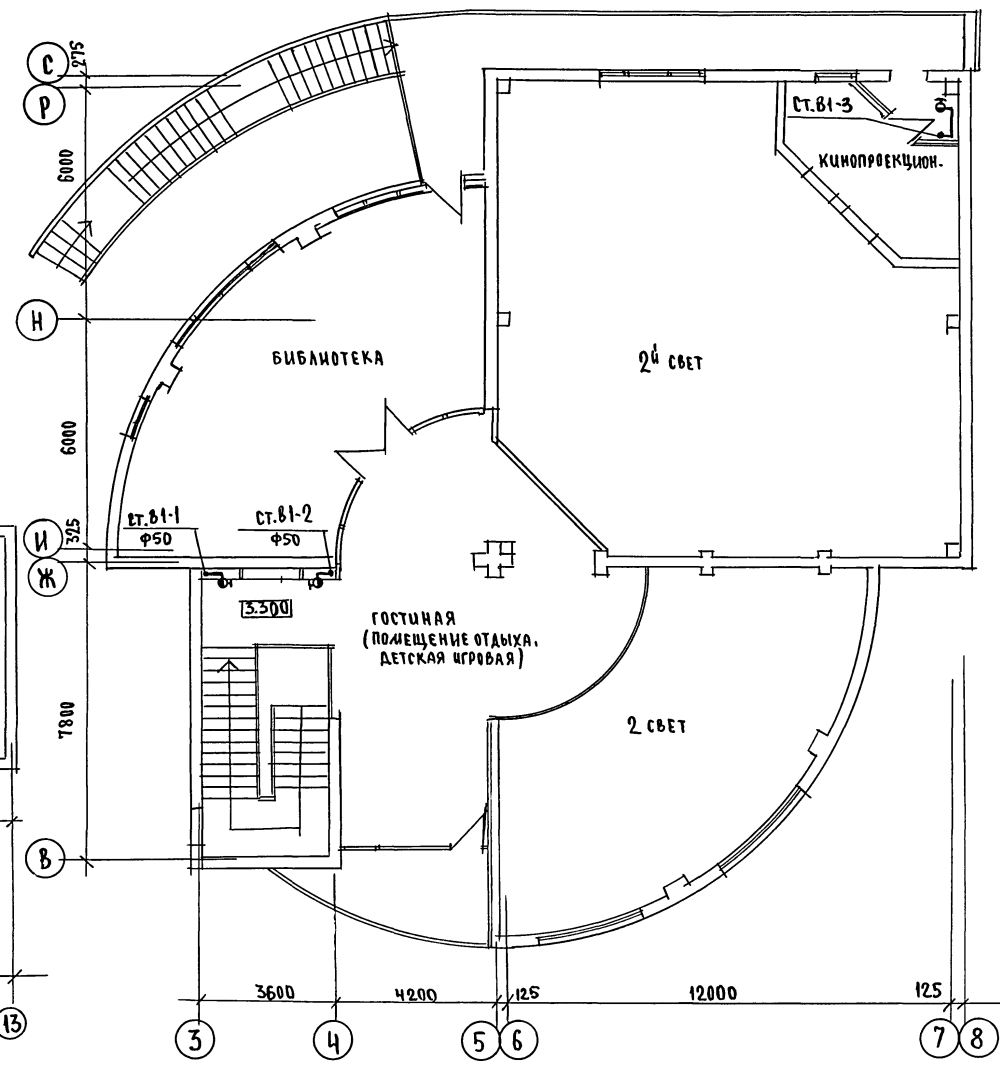 С
275
Р
6000
СТ.В1-3
КИНОПРОЕКЦИОН.
Н
БИБЛИОТЕКА
2й СВЕТ
6000
СТ.В1-1
Ф50
СТ.В1-2
Ф50
325
И
Ж
3.300
ГОСТИНАЯ
(ПОМЕЩЕНИЕ ОТДЫХА,
ДЕТСКАЯ ИГРОВАЯ)
7800
2 СВЕТ
В
3600
4200
125
12000
125
13
3
4
5
6
7
8